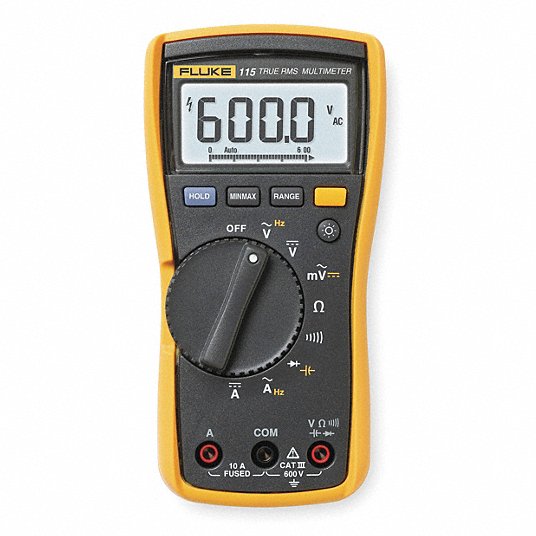 FLUKE 115 TRUE RMS MULTIMETER
600.0 V AC
0 Auto 6 00
HOLD MINMAX RANGE
OFF V Hz
V
mV
Ω
A A Hz
A COM V Ω
10 A FUSED CAT III 600 V